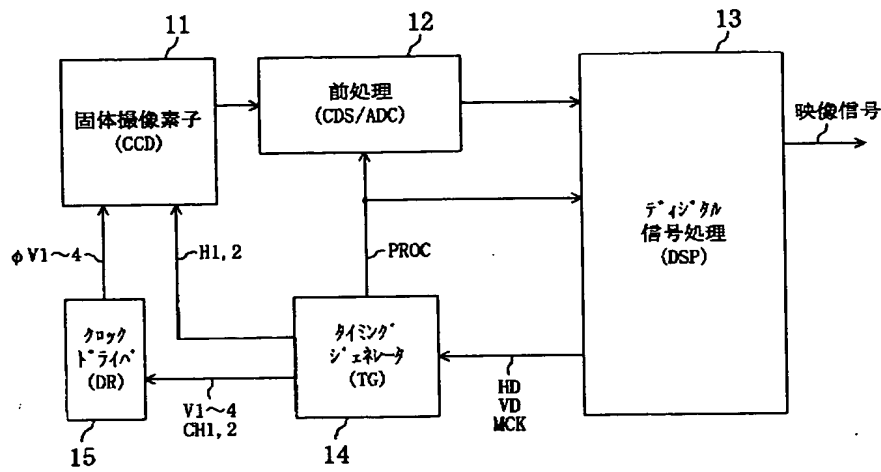 11
12
13
固体撮像素子
(CCD)
前処理
(CDS/ADC)
映像信号
ディジタル
信号処理
(DSP)
φV1～4
H1,2
PROC
クロック
ドライバ
(DR)
タイミング
ジェネレータ
(TG)
HD
VD
MCK
V1～4
CH1,2
15
14